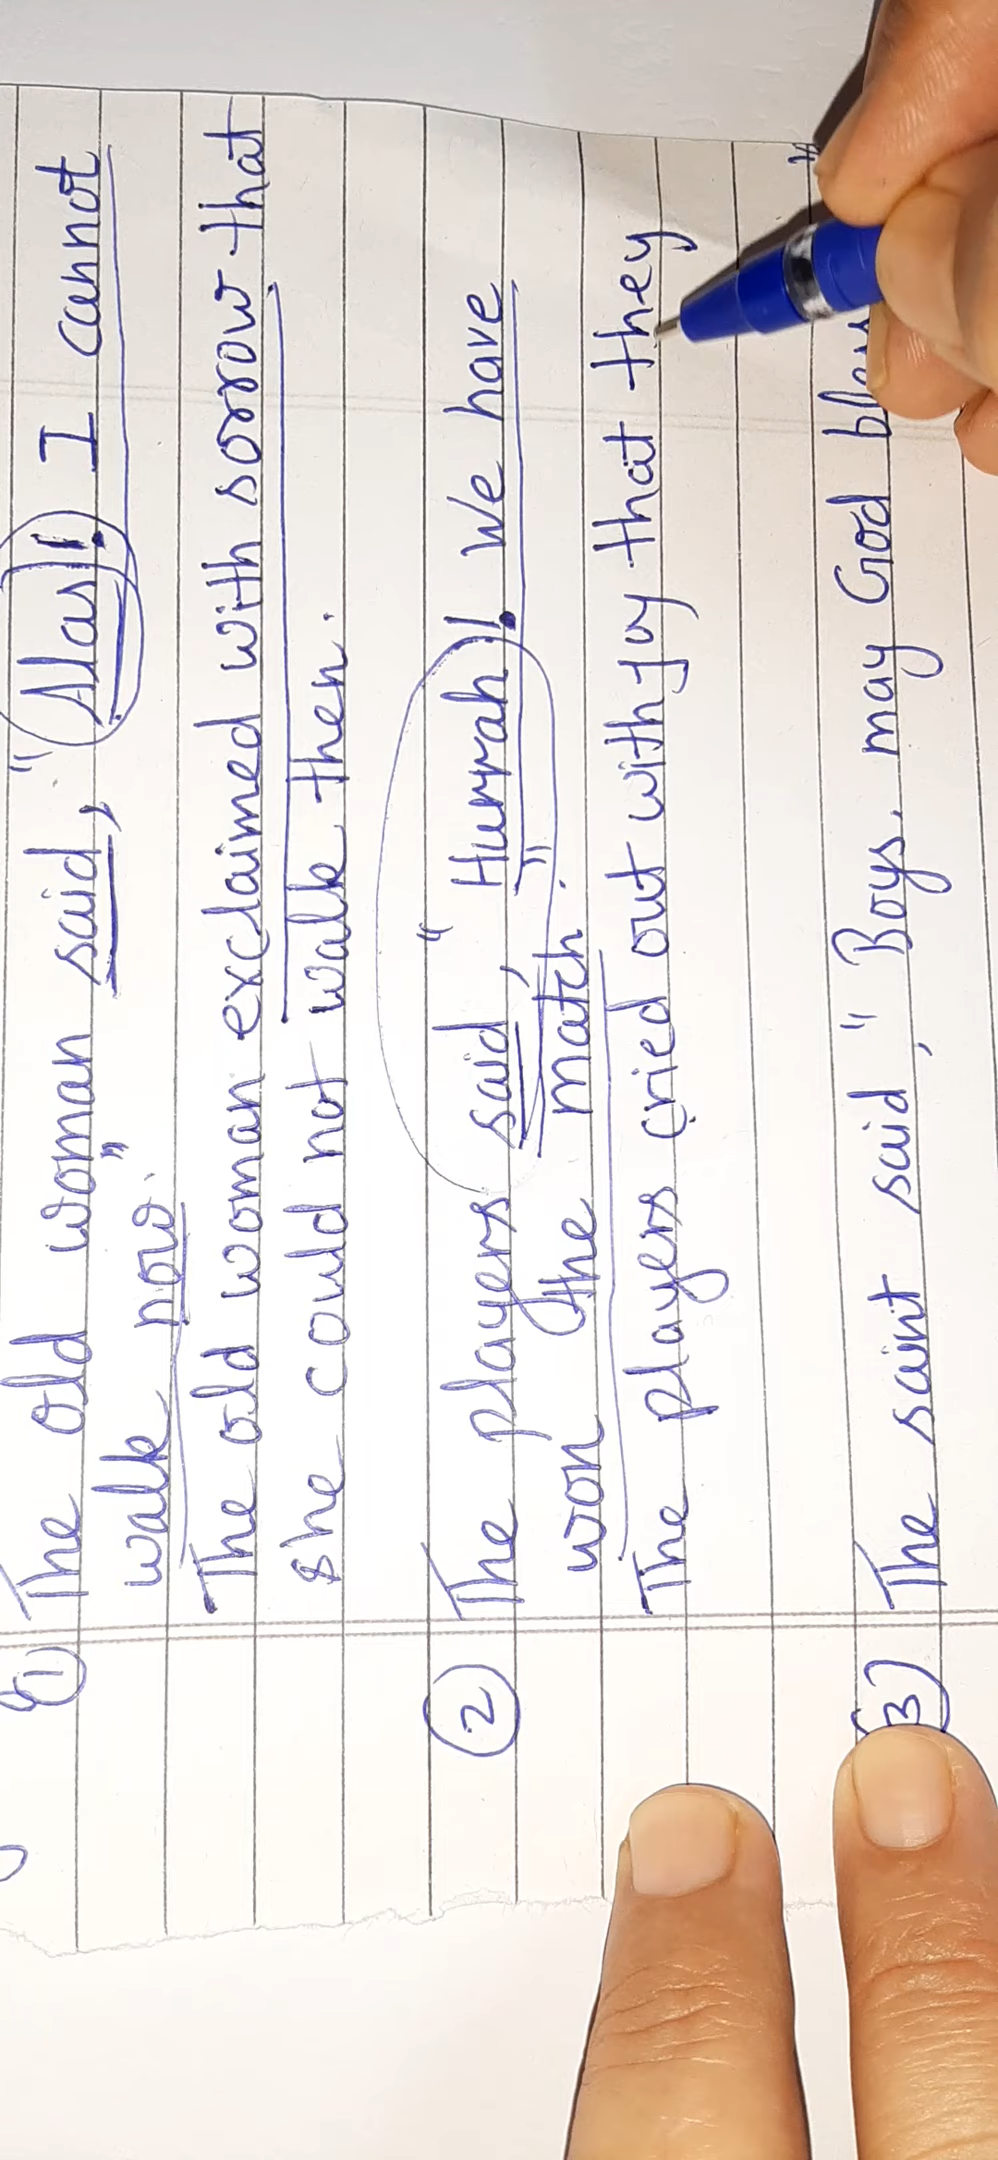 ① The old woman said, "Alas! I cannot
walk now."
The old woman exclaimed with sorrow that
she could not walk then.
② The players said, "Hurrah! We have
won the match."
The players cried out with joy that they
③ The saint said, "Boys, may God bless"